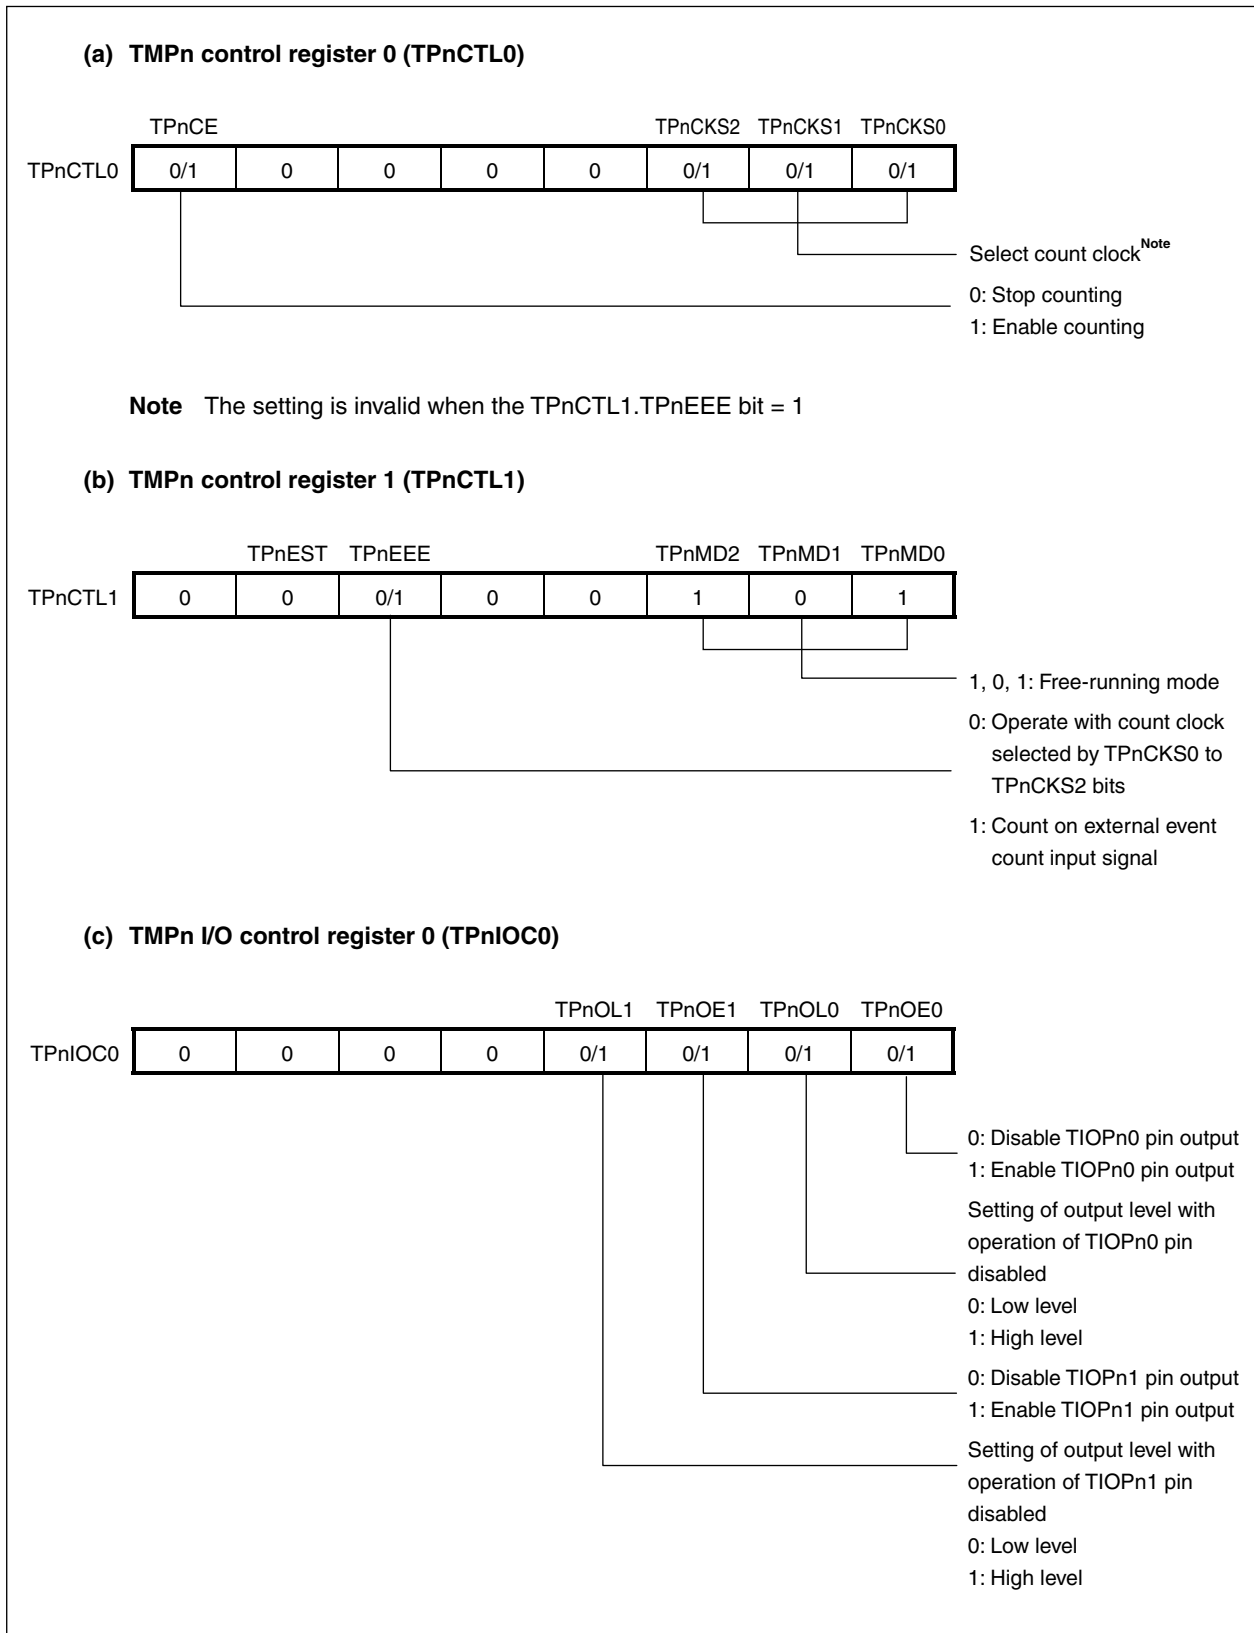 (a) TMPn control register 0 (TPnCTL0)
TPnCE TPnCKS2 TPnCKS1 TPnCKS0
TPnCTL0 0/1 0 0 0 0 0/1 0/1 0/1
Select count clockNote
0: Stop counting
1: Enable counting
Note The setting is invalid when the TPnCTL1.TPnEEE bit = 1
(b) TMPn control register 1 (TPnCTL1)
TPnEST TPnEEE TPnMD2 TPnMD1 TPnMD0
TPnCTL1 0 0 0/1 0 0 1 0 1
1, 0, 1: Free-running mode
0: Operate with count clock
selected by TPnCKS0 to
TPnCKS2 bits
1: Count on external event
count input signal
(c) TMPn I/O control register 0 (TPnIOC0)
TPnOL1 TPnOE1 TPnOL0 TPnOE0
TPnIOC0 0 0 0 0 0/1 0/1 0/1 0/1
0: Disable TIOPn0 pin output
1: Enable TIOPn0 pin output
Setting of output level with
operation of TIOPn0 pin
disabled
0: Low level
1: High level
0: Disable TIOPn1 pin output
1: Enable TIOPn1 pin output
Setting of output level with
operation of TIOPn1 pin
disabled
0: Low level
1: High level